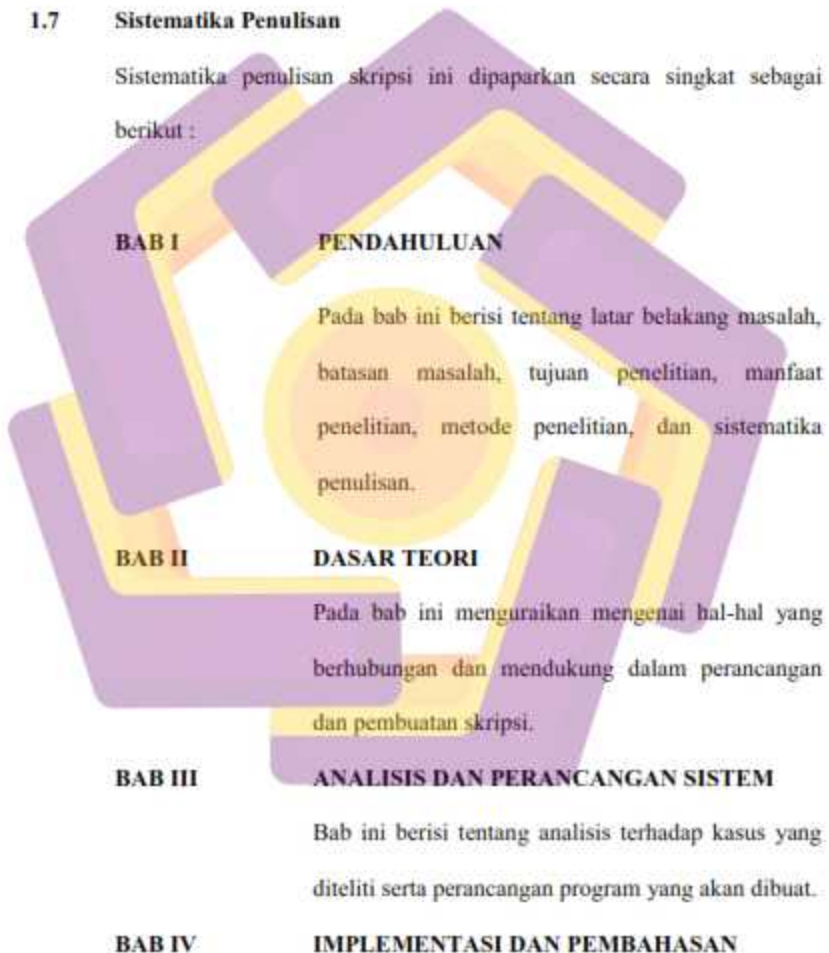 1.7 Sistematika Penulisan
Sistematika penulisan skripsi ini dipaparkan secara singkat sebagai
berikut :
BAB I PENDAHULUAN
Pada bab ini berisi tentang latar belakang masalah,
batasan masalah, tujuan penelitian, manfaat
penelitian, metode penelitian, dan sistematika
penulisan.
BAB II DASAR TEORI
Pada bab ini menguraikan mengenai hal-hal yang
berhubungan dan mendukung dalam perancangan
dan pembuatan skripsi.
BAB III ANALISIS DAN PERANCANGAN SISTEM
Bab ini berisi tentang analisis terhadap kasus yang
diteliti serta perancangan program yang akan dibuat.
BAB IV IMPLEMENTASI DAN PEMBAHASAN